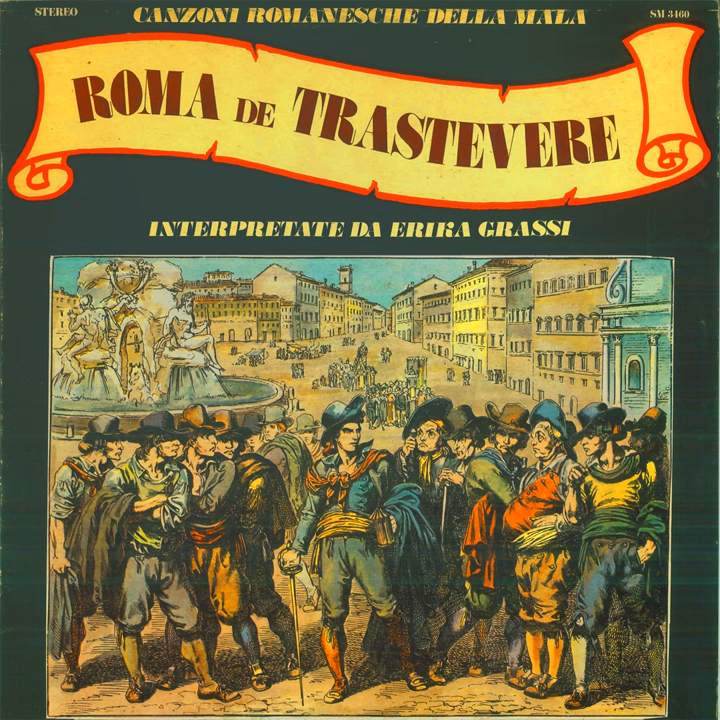 STEREO
CANZONI ROMANESCHE DELLA MALA
SM 3460
ROMA DE TRASTEVERE
INTERPRETATE DA ERIKA GRASSI